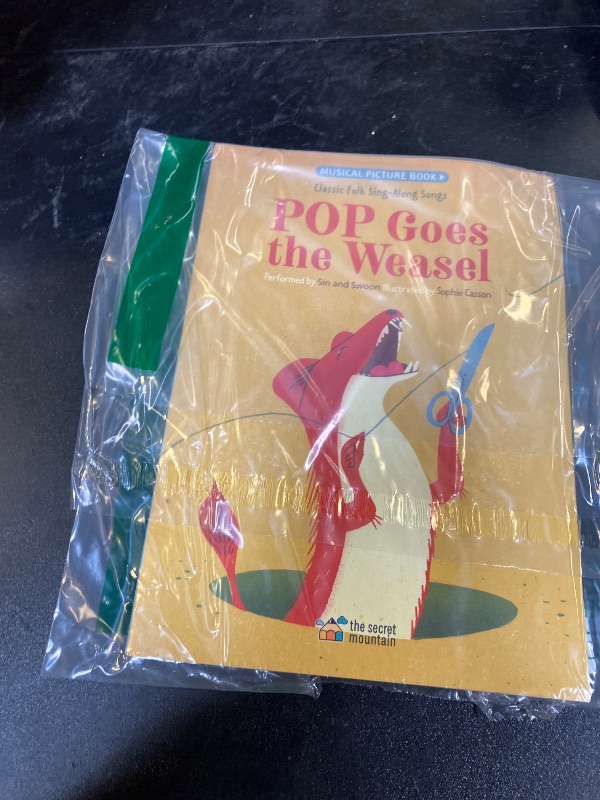 MUSICAL PICTURE BOOK
Classic Folk Sing-Along Songs
POP Goes
the Weasel
Performed by Sin and Swoon Illustrated by Sophie Casson
the secret
mountain